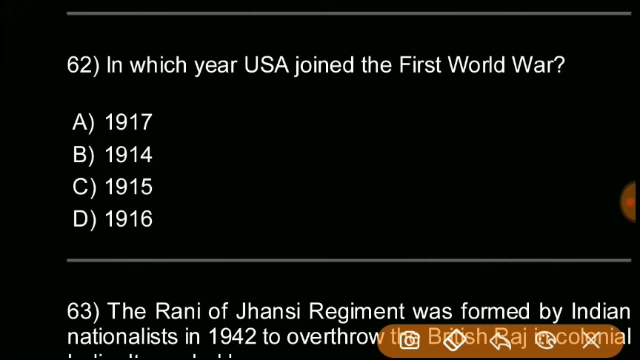 62) In which year USA joined the First World War?
A) 1917
B) 1914
C) 1915
D) 1916
63) The Rani of Jhansi Regiment was formed by Indian
nationalists in 1942 to overthrow the British Raj in colonial